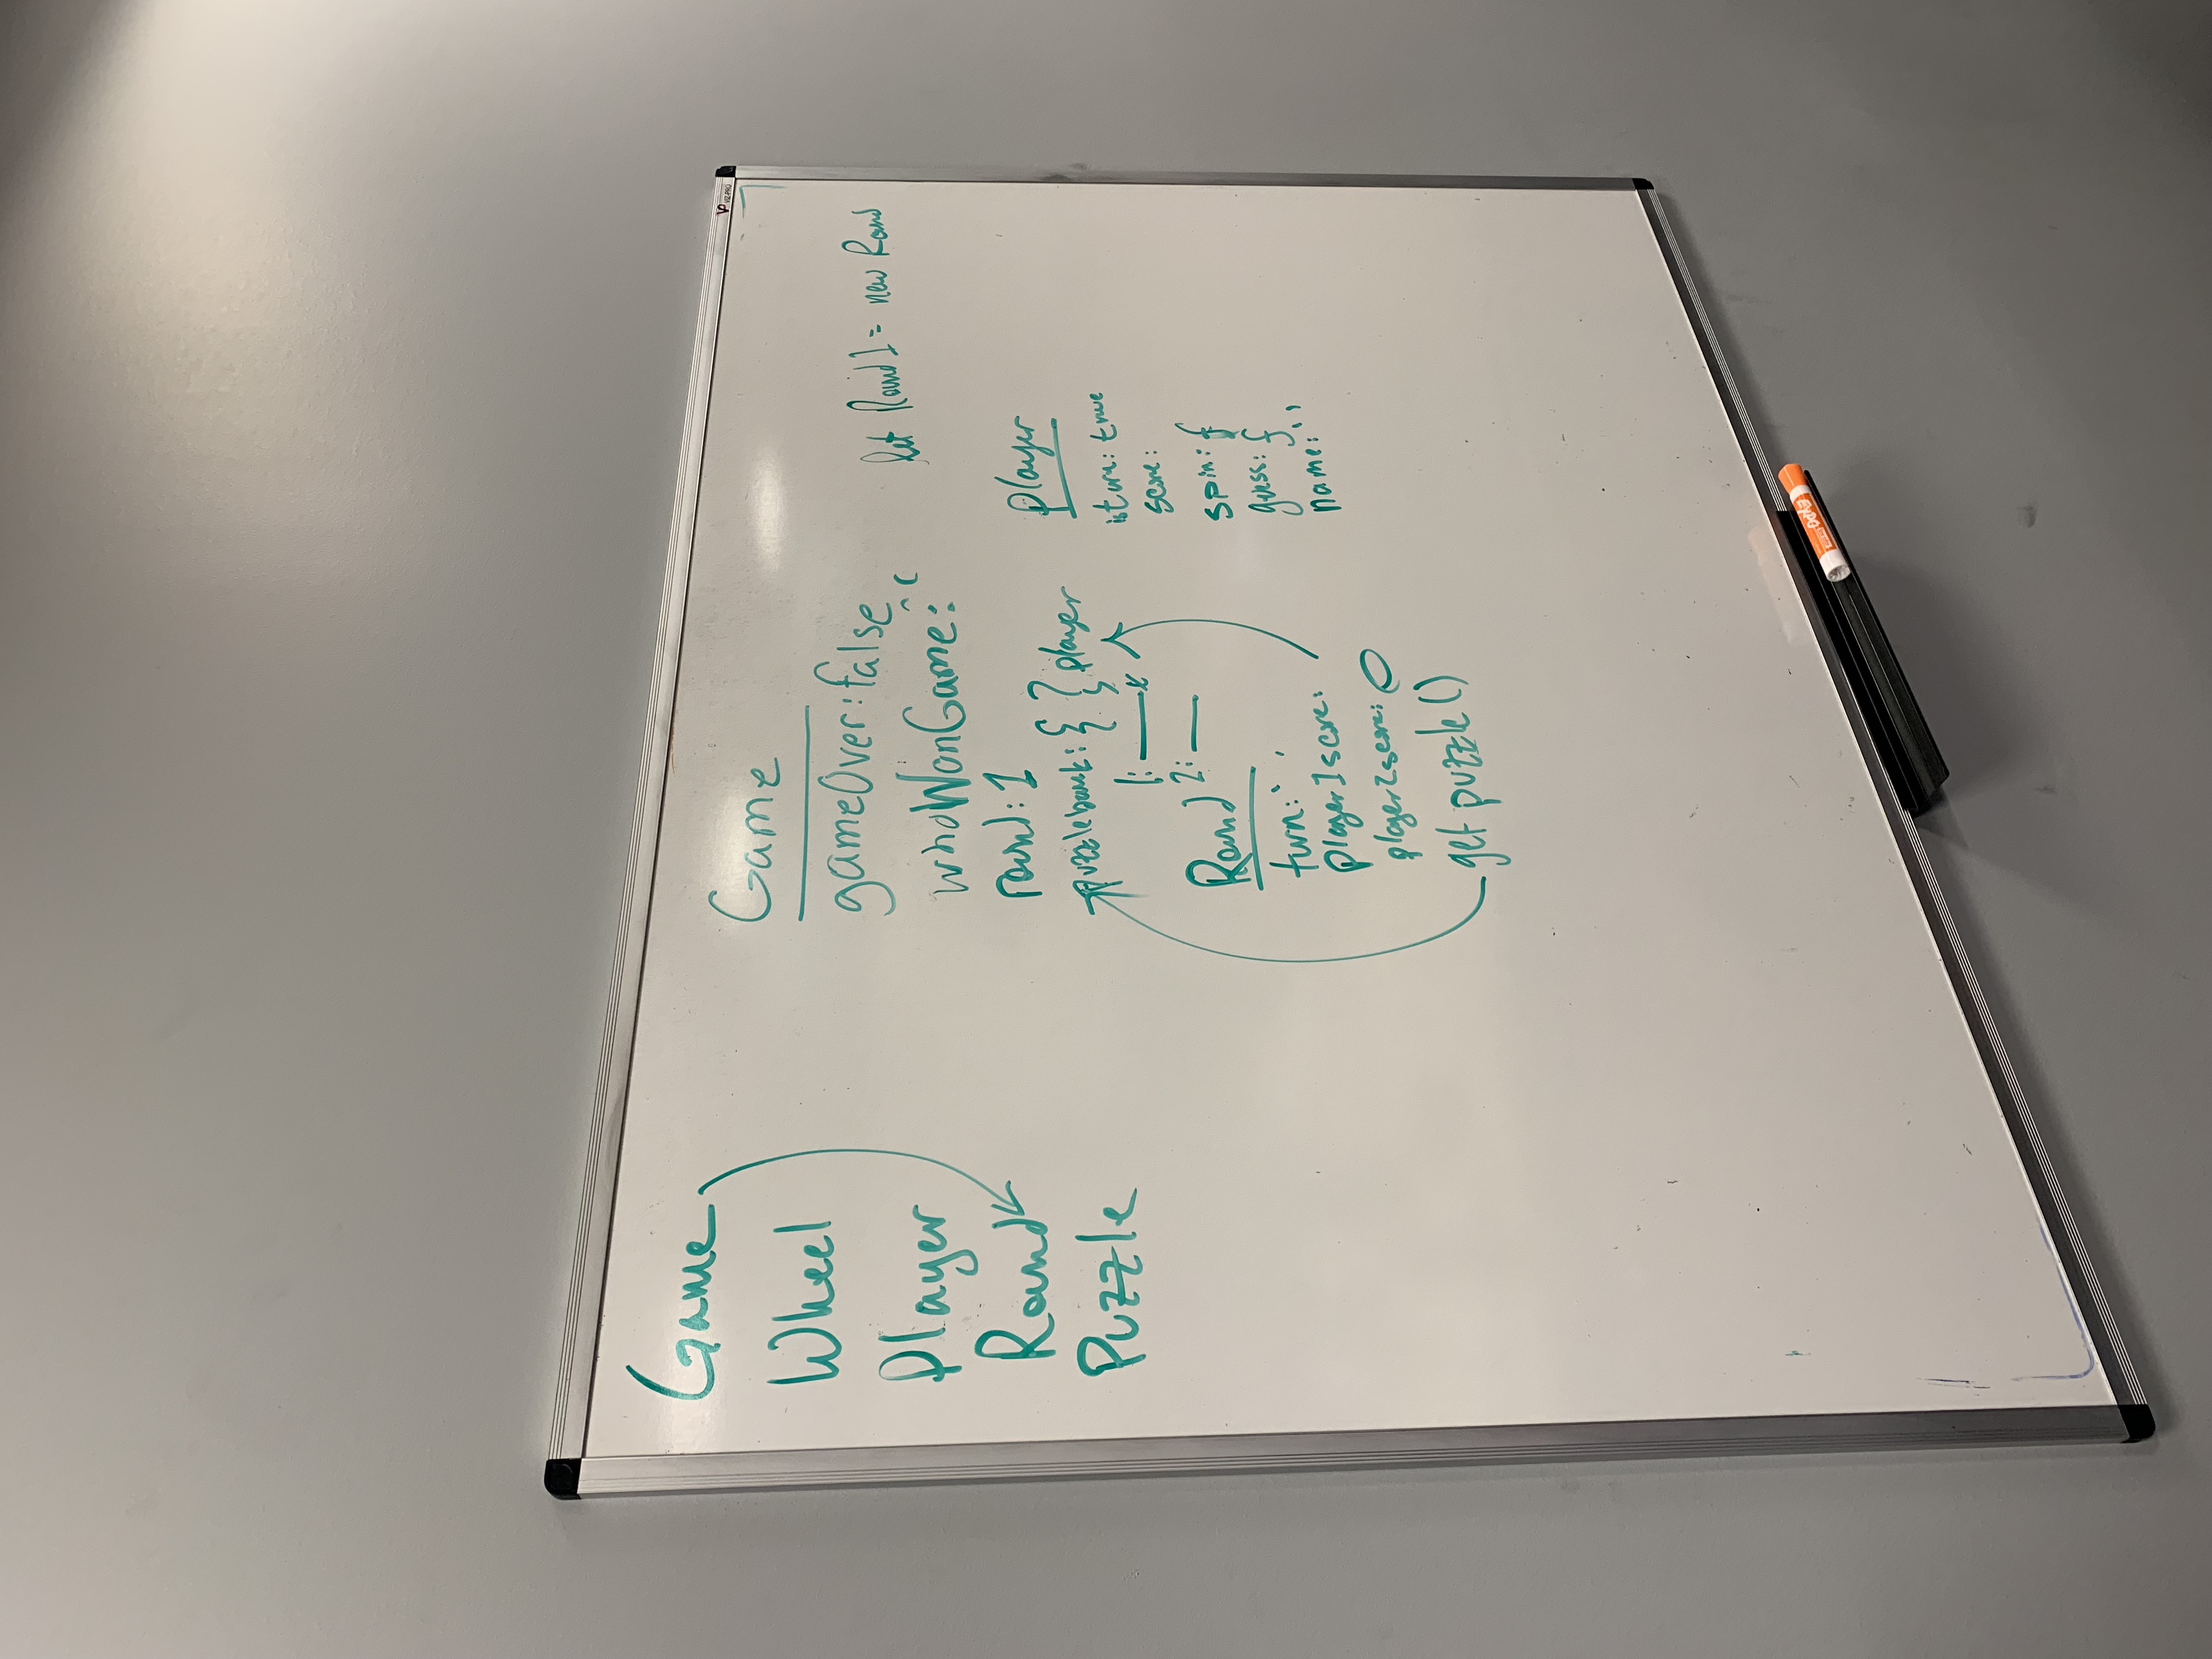 Game
Wheel
Player
Round
Puzzle
Game
gameOver: false
whoWonGame: ‘‘
round: 1
puzzlebank: { } player
1:
2:
Round
turn: ‘ ’
player1score:
player2score: 0
get puzzle()
let Round1 = new Round
player
isturn: true
score:
spin: f
guess: f
name: ‘ ’
VP VIZ-PRO
EXPO